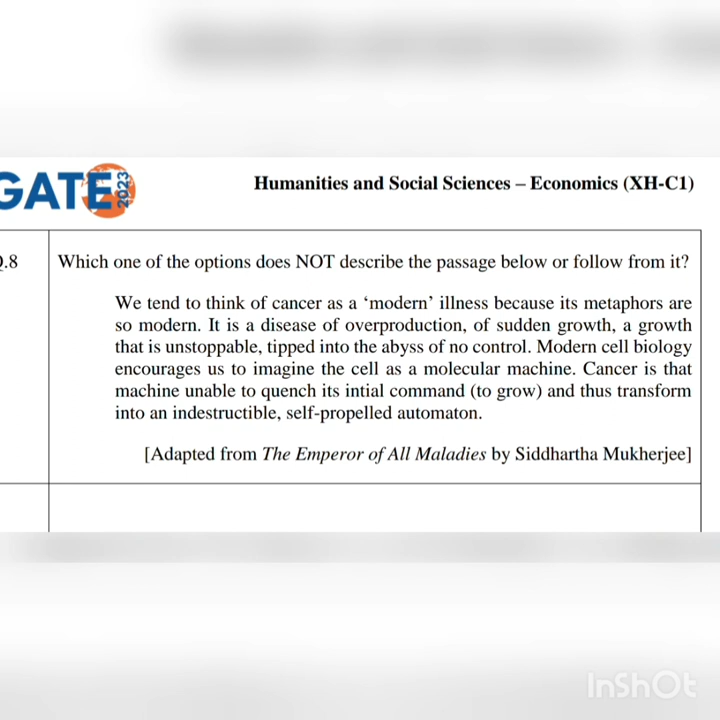 GATE 2023
Humanities and Social Sciences – Economics (XH-C1)
Q.8
Which one of the options does NOT describe the passage below or follow from it?
We tend to think of cancer as a ‘modern’ illness because its metaphors are
so modern. It is a disease of overproduction, of sudden growth, a growth
that is unstoppable, tipped into the abyss of no control. Modern cell biology
encourages us to imagine the cell as a molecular machine. Cancer is that
machine unable to quench its intial command (to grow) and thus transform
into an indestructible, self-propelled automaton.
[Adapted from The Emperor of All Maladies by Siddhartha Mukherjee]
InShOt